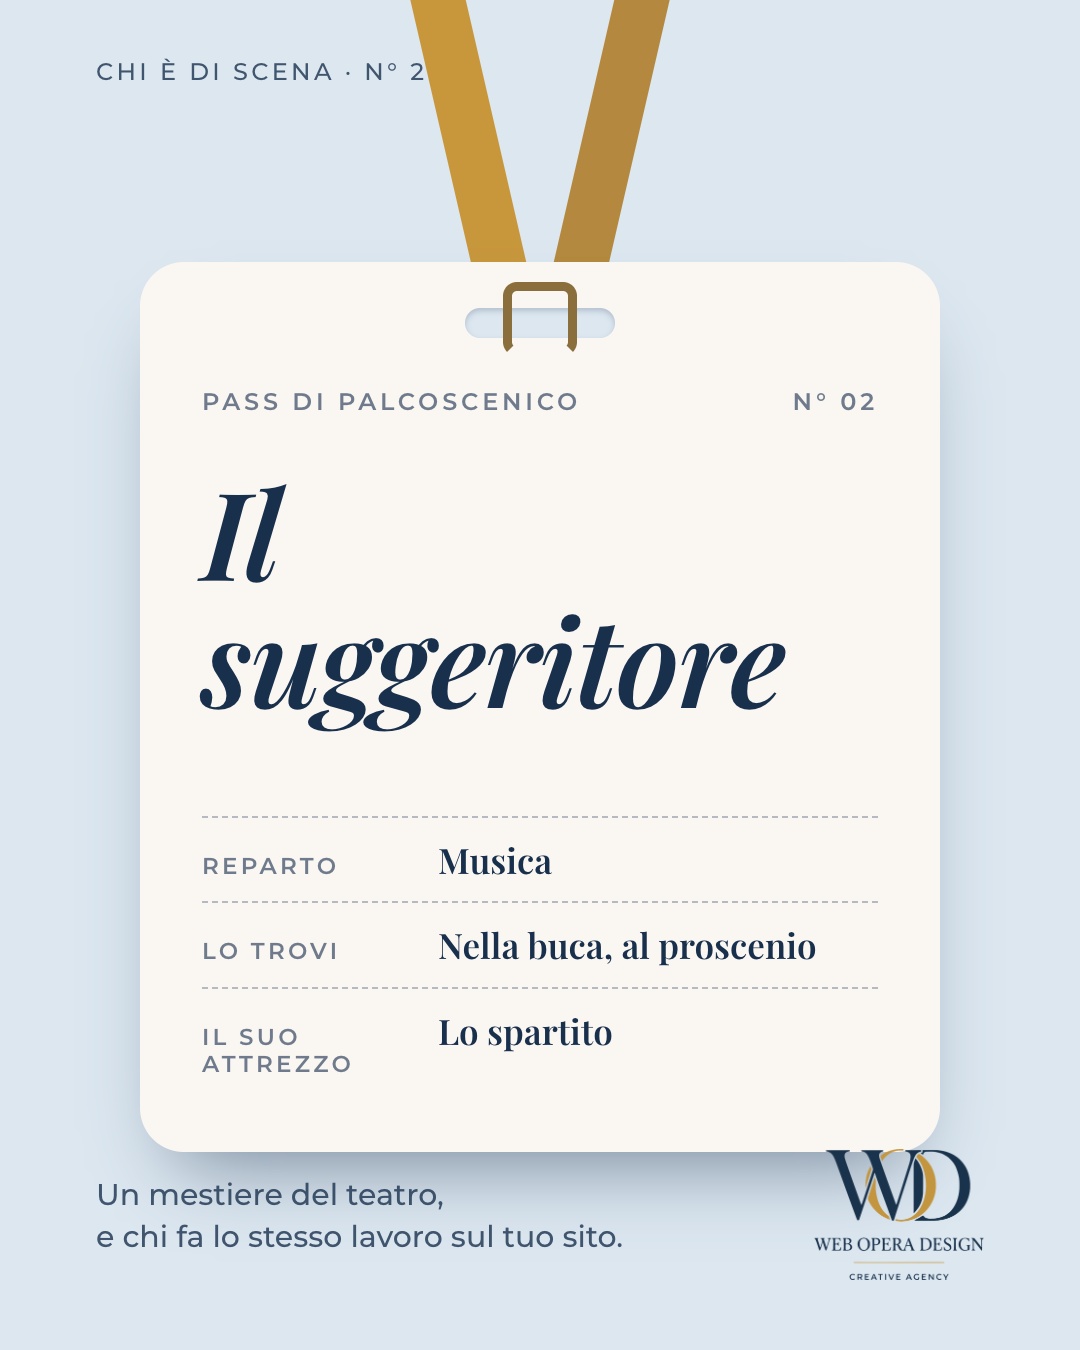 CHI È DI SCENA · N° 2
PASS DI PALCOSCENICO
N° 02
Il
suggeritore
REPARTO
Musica
LO TROVI
Nella buca, al proscenio
IL SUO
ATTREZZO
Lo spartito
Un mestiere del teatro,
e chi fa lo stesso lavoro sul tuo sito.
WOD
WEB OPERA DESIGN
CREATIVE AGENCY